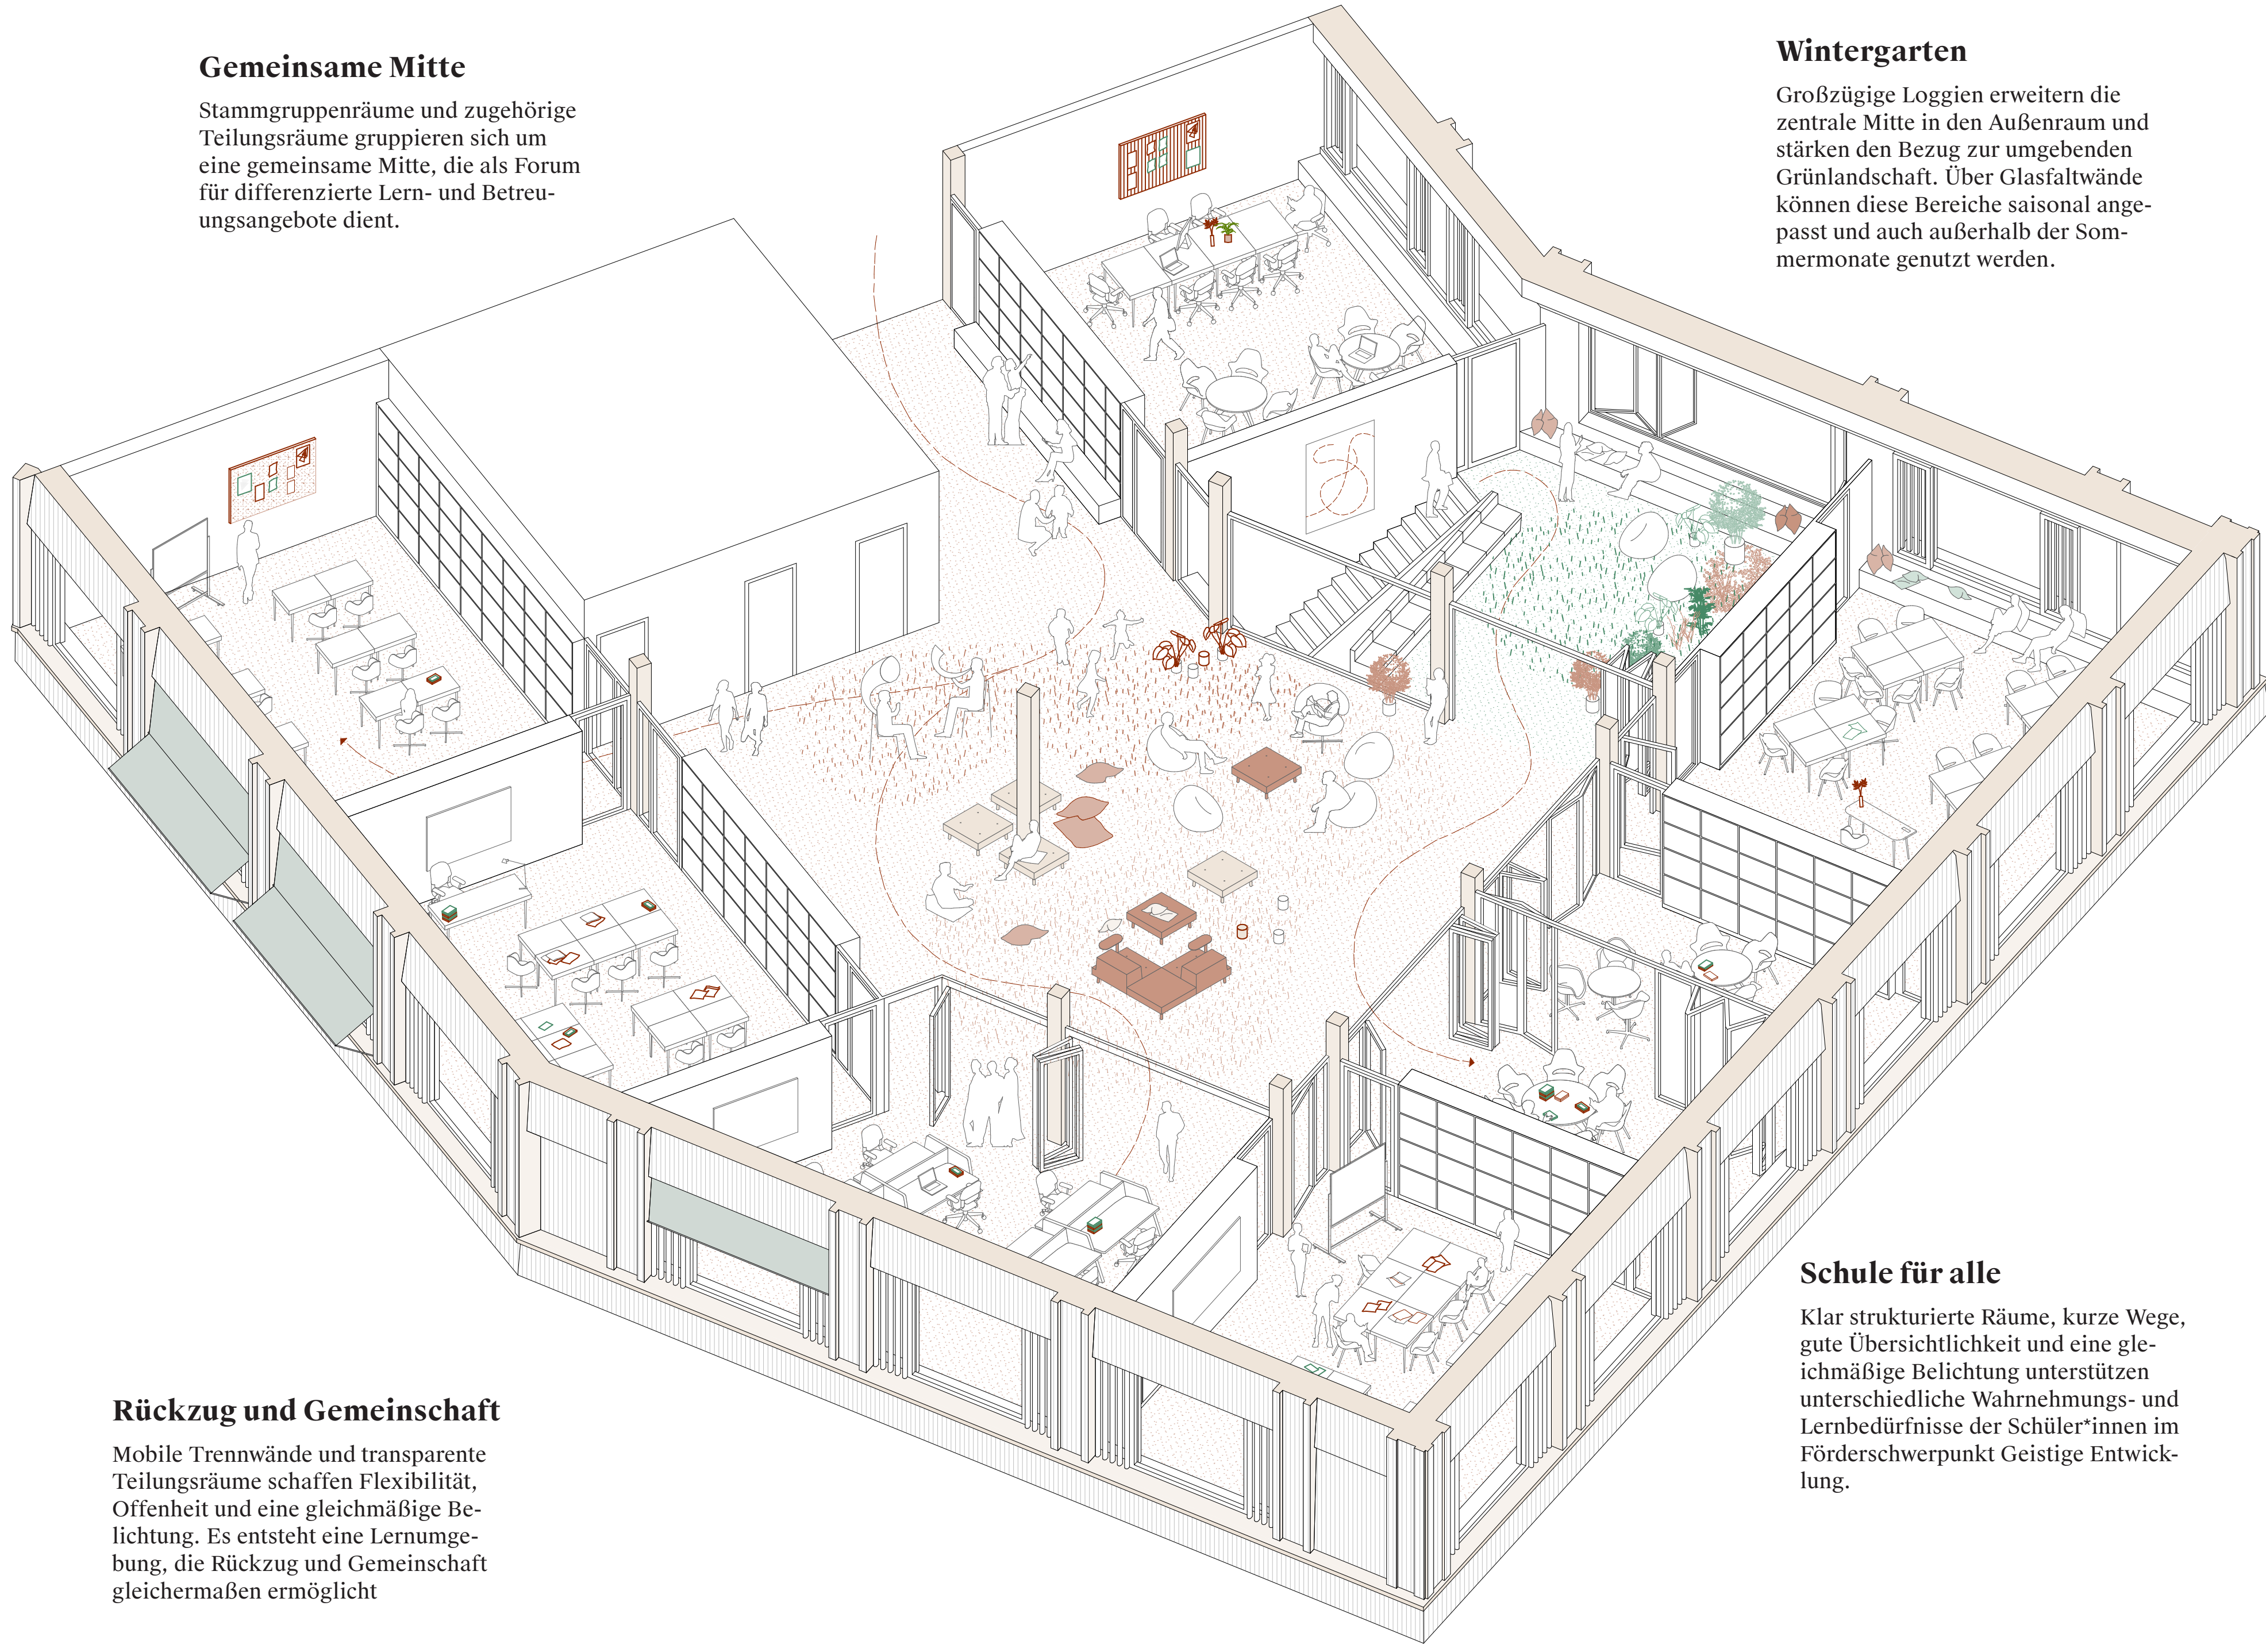 Gemeinsame Mitte
Stammgruppenräume und zugehörige
Teilungsräume gruppieren sich um
eine gemeinsame Mitte, die als Forum
für differenzierte Lern- und Betreu-
ungsangebote dient.
Wintergarten
Großzügige Loggien erweitern die
zentrale Mitte in den Außenraum und
stärken den Bezug zur umgebenden
Grünlandschaft. Über Glasfaltwände
können diese Bereiche saisonal ange-
passt und auch außerhalb der Som-
mermonate genutzt werden.
Rückzug und Gemeinschaft
Mobile Trennwände und transparente
Teilungsräume schaffen Flexibilität,
Offenheit und eine gleichmäßige Be-
lichtung. Es entsteht eine Lernumge-
bung, die Rückzug und Gemeinschaft
gleichermaßen ermöglicht
Schule für alle
Klar strukturierte Räume, kurze Wege,
gute Übersichtlichkeit und eine gle-
ichmäßige Belichtung unterstützen
unterschiedliche Wahrnehmungs- und
Lernbedürfnisse der Schüler*innen im
Förderschwerpunkt Geistige Entwick-
lung.